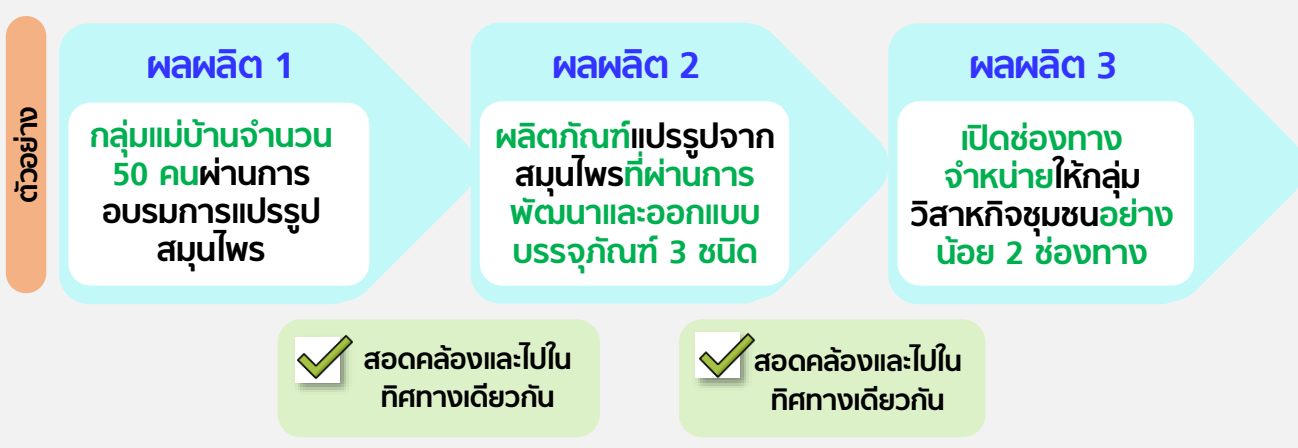 ตัวอย่าง
ผลผลิต 1
กลุ่มแม่บ้านจำนวน
50 คนผ่านการ
อบรมการแปรรูป
สมุนไพร
ผลผลิต 2
ผลิตภัณฑ์แปรรูปจาก
สมุนไพรที่ผ่านการ
พัฒนาและออกแบบ
บรรจุภัณฑ์ 3 ชนิด
ผลผลิต 3
เปิดช่องทาง
จำหน่ายให้กลุ่ม
วิสาหกิจชุมชนอย่าง
น้อย 2 ช่องทาง
สอดคล้องและไปใน
ทิศทางเดียวกัน
สอดคล้องและไปใน
ทิศทางเดียวกัน